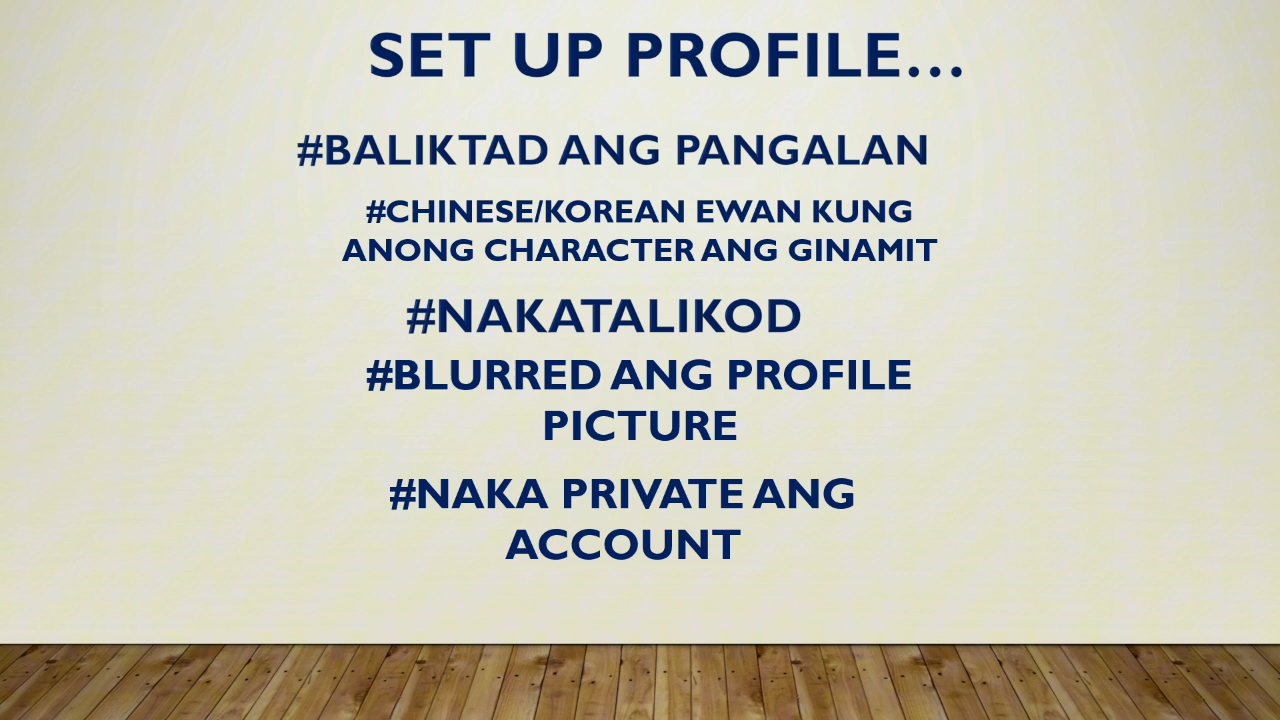 SET UP PROFILE…
#BALIKTAD ANG PANGALAN
#CHINESE/KOREAN EWAN KUNG
ANONG CHARACTER ANG GINAMIT
#NAKATALIKOD
#BLURRED ANG PROFILE
PICTURE
#NAKA PRIVATE ANG
ACCOUNT